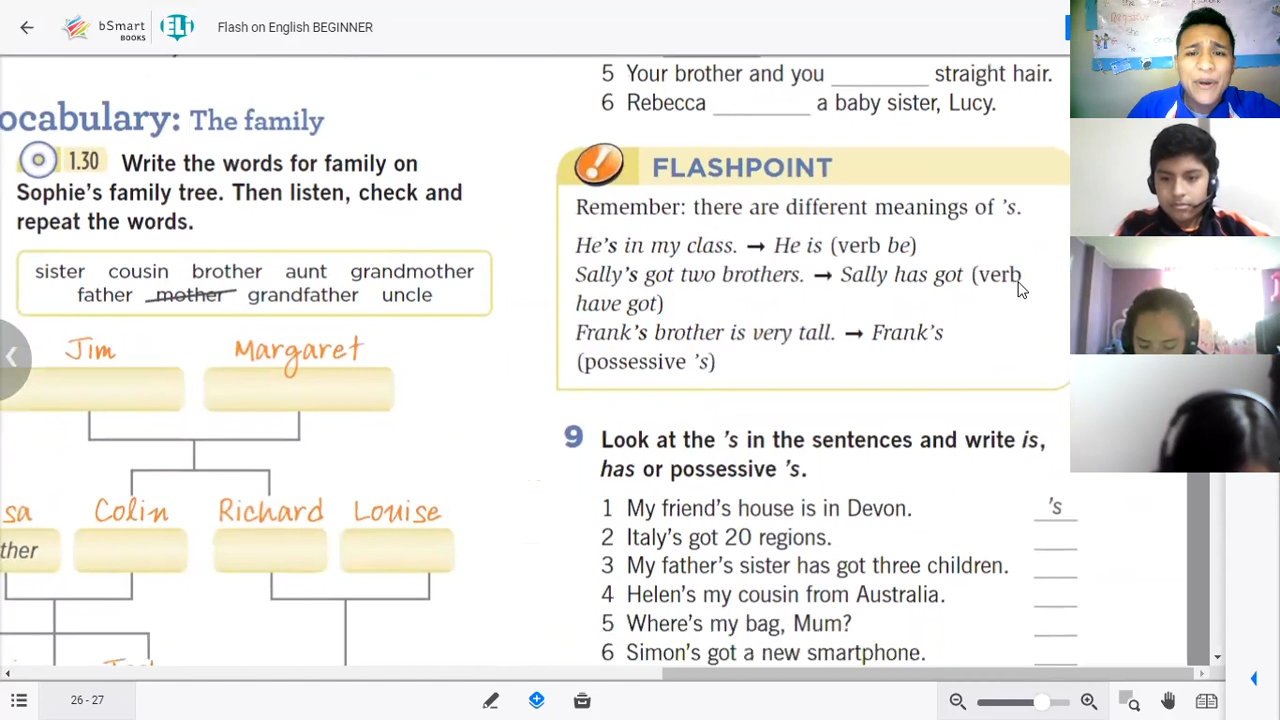 bSmart BOOKS ELi Flash on English BEGINNER
ocabulary: The family
1.30 Write the words for family on
Sophie's family tree. Then listen, check and
repeat the words.
sister cousin brother aunt grandmother
father mother grandfather uncle
Jim Margaret
sa Colin Richard Louise
ther
5 Your brother and you ________ straight hair.
6 Rebecca ________ a baby sister, Lucy.
FLASHPOINT
Remember: there are different meanings of 's.
He's in my class. → He is (verb be)
Sally's got two brothers. → Sally has got (verb
have got)
Frank's brother is very tall. → Frank's
(possessive 's)
9 Look at the 's in the sentences and write is,
has or possessive 's.
1 My friend's house is in Devon. 's
2 Italy's got 20 regions. ____
3 My father's sister has got three children. ____
4 Helen's my cousin from Australia. ____
5 Where's my bag, Mum? ____
6 Simon's got a new smartphone. ____
26 - 27